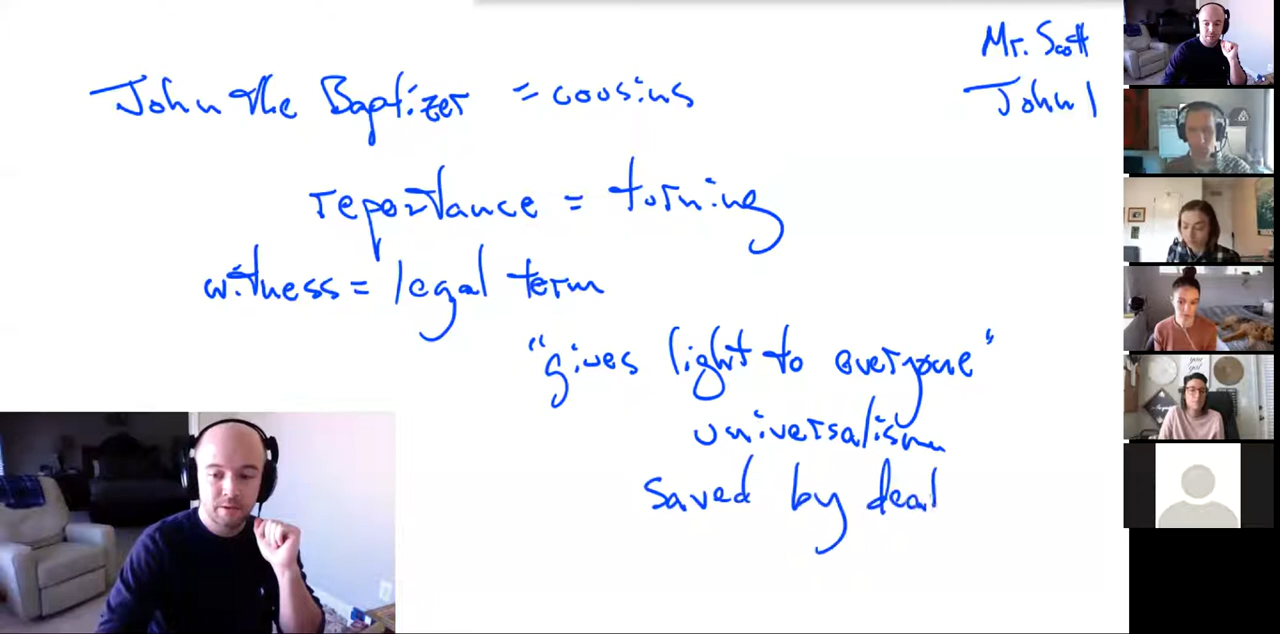 Mr. Scott
John 1
John the Baptizer = cousins
repentance = turning
witness = legal term
"gives light to everyone"
universalism
saved by deal